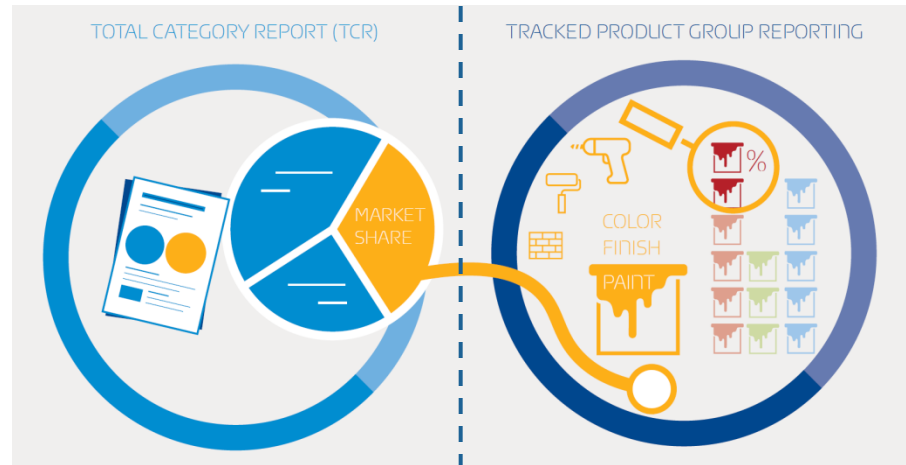 TOTAL CATEGORY REPORT (TCR)
MARKET
SHARE
TRACKED PRODUCT GROUP REPORTING
%
COLOR
FINISH
PAINT